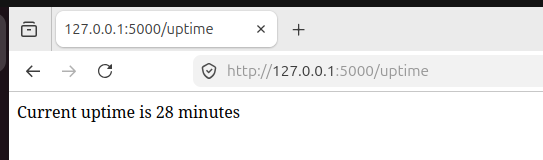 127.0.0.1:5000/uptime
http://127.0.0.1:5000/uptime
Current uptime is 28 minutes